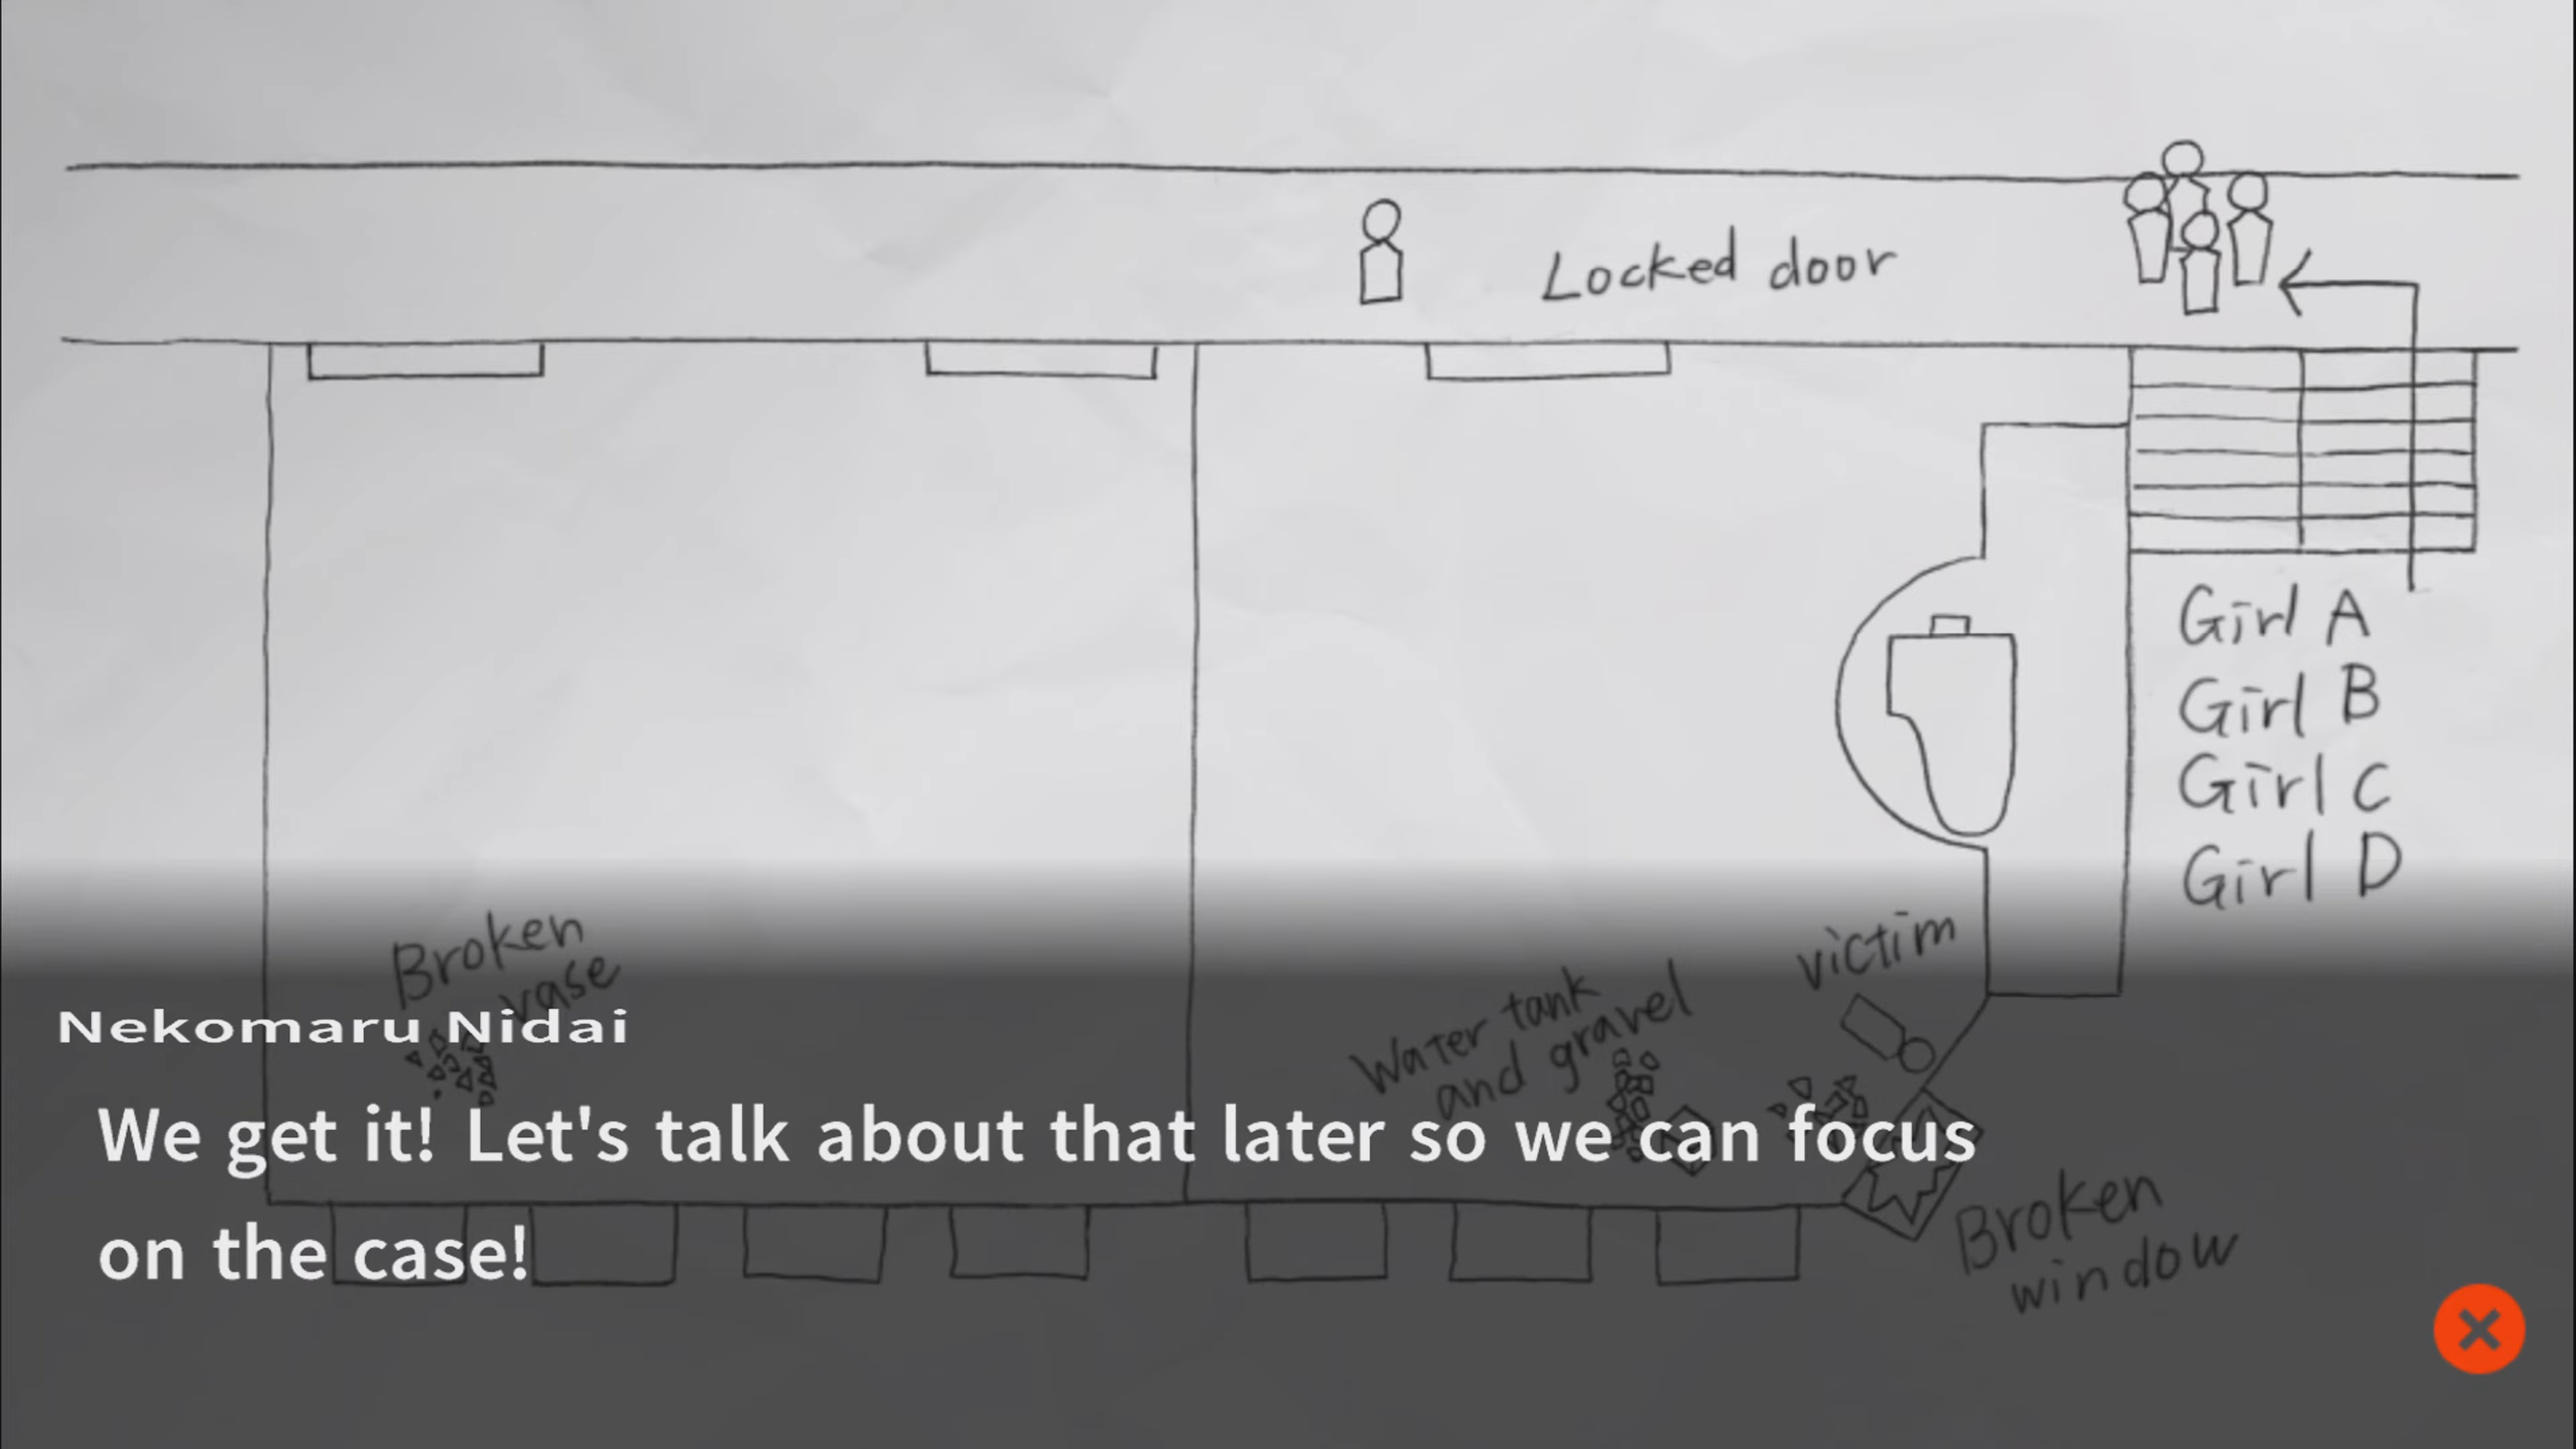 Locked door
Girl A
Girl B
Girl C
Girl D
Broken
vase
Water tank
and gravel
victim
Broken
window
Nekomaru Nidai
We get it! Let's talk about that later so we can focus
on the case!